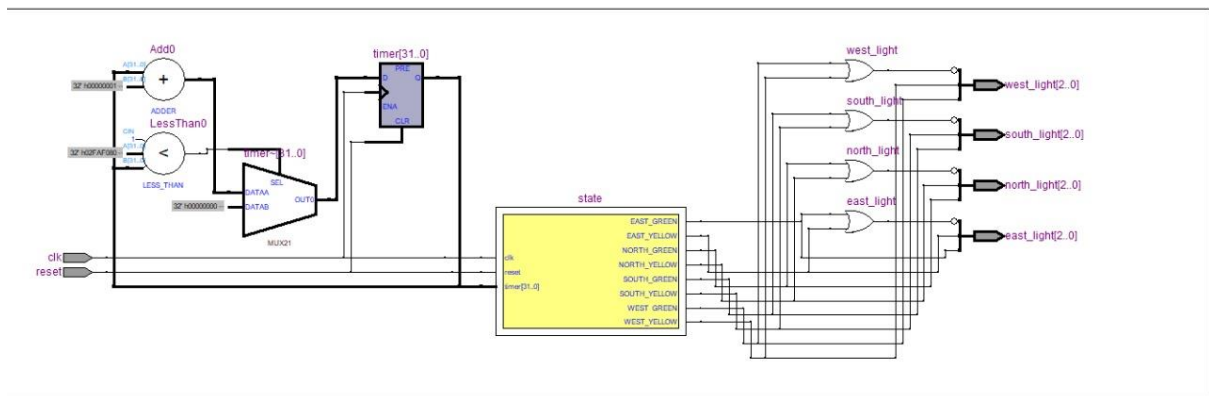 Add0
A[31..0]
B[31..0]
32' h00000001 --
ADDER
LessThan0
CIN
1
A[31..0]
32' h02FAF080 --
B[31..0]
LESS_THAN
timer~[31..0]
SEL
DATAA
OUT0
32' h00000000 --
DATAB
MUX21
timer[31..0]
PRE
D
Q
ENA
CLR
clk
reset
state
clk
reset
timer[31..0]
EAST_GREEN
EAST_YELLOW
NORTH_GREEN
NORTH_YELLOW
SOUTH_GREEN
SOUTH_YELLOW
WEST_GREEN
WEST_YELLOW
west_light
west_light[2..0]
south_light
south_light[2..0]
north_light
north_light[2..0]
east_light
east_light[2..0]